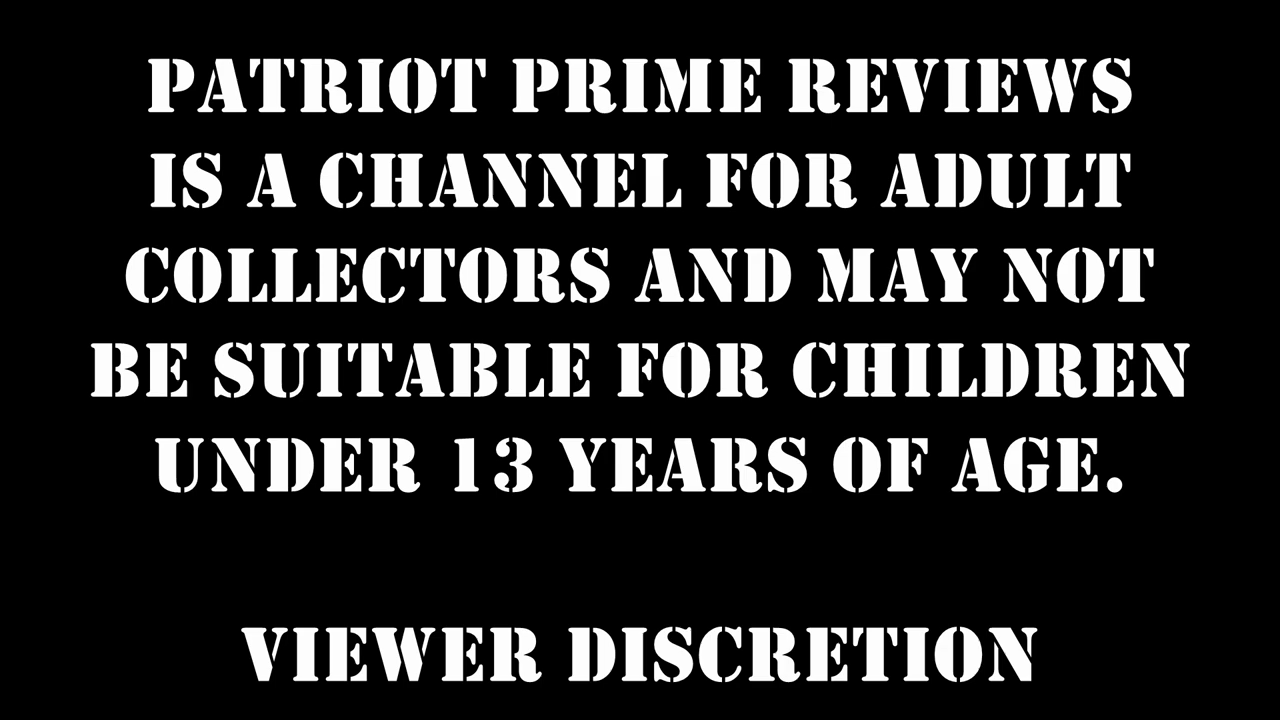 PATRIOT PRIME REVIEWS
IS A CHANNEL FOR ADULT
COLLECTORS AND MAY NOT
BE SUITABLE FOR CHILDREN
UNDER 13 YEARS OF AGE.
VIEWER DISCRETION